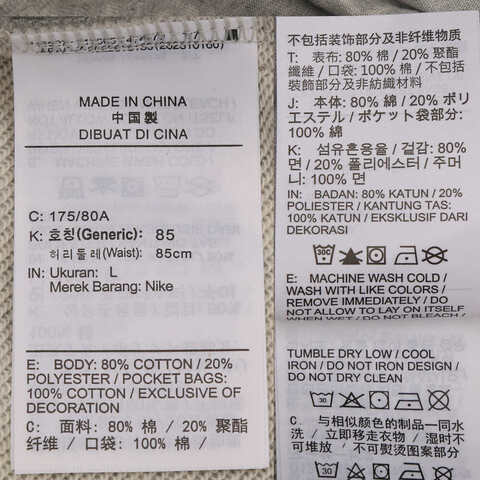 MADE IN CHINA
中国製
DIBUAT DI CINA
C: 175/80A
K: 호칭(Generic): 85
허리둘레(Waist): 85cm
IN: Ukuran: L
Merek Barang: Nike
E: BODY: 80% COTTON / 20%
POLYESTER / POCKET BAGS:
100% COTTON / EXCLUSIVE OF
DECORATION
C: 面料: 80% 棉 / 20% 聚酯
纤维 / 口袋: 100% 棉 /
不包括装饰部分及非纤维物质
T: 表布: 80% 棉 / 20% 聚酯
纖維 / 口袋: 100% 棉 / 不包括
裝飾部分及非紡織材料
J: 本体: 80% 綿 / 20% ポリ
エステル / ポケット袋部分:
100% 綿
K: 섬유혼용율 / 겉감: 80%
면 / 20% 폴리에스터 / 주머
니: 100% 면
IN: BADAN: 80% KATUN / 20%
POLIESTER / KANTUNG TAS:
100% KATUN / EKSKLUSIF DARI
DEKORASI
E: MACHINE WASH COLD /
WASH WITH LIKE COLORS /
REMOVE IMMEDIATELY / DO
NOT ALLOW TO LAY ON ITSELF
WHEN WET / DO NOT BLEACH /
TUMBLE DRY LOW / COOL
IRON / DO NOT IRON DESIGN /
DO NOT DRY CLEAN
C: 与相似颜色的制品一同水
洗 / 立即移走衣物 / 湿时不
可堆放 / 不可熨烫图案部分